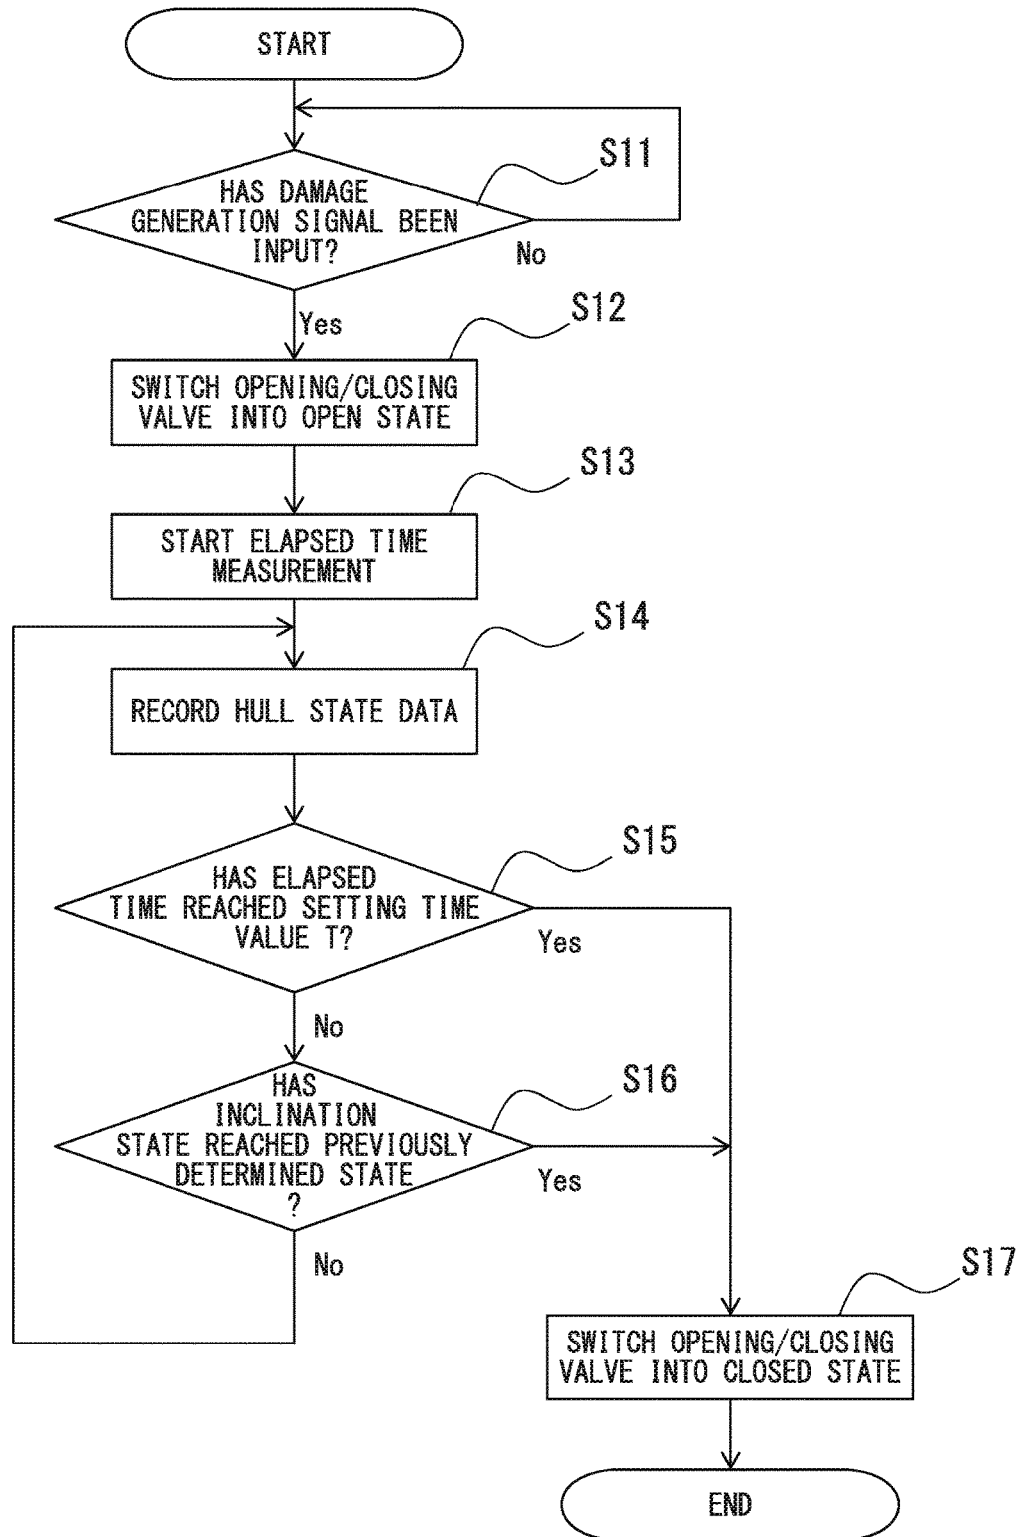 START
S11
HAS DAMAGE
GENERATION SIGNAL BEEN
INPUT?
No
Yes
S12
SWITCH OPENING/CLOSING
VALVE INTO OPEN STATE
S13
START ELAPSED TIME
MEASUREMENT
S14
RECORD HULL STATE DATA
S15
HAS ELAPSED
TIME REACHED SETTING TIME
VALUE T?
Yes
No
S16
HAS
INCLINATION
STATE REACHED PREVIOUSLY
DETERMINED STATE
?
Yes
No
S17
SWITCH OPENING/CLOSING
VALVE INTO CLOSED STATE
END